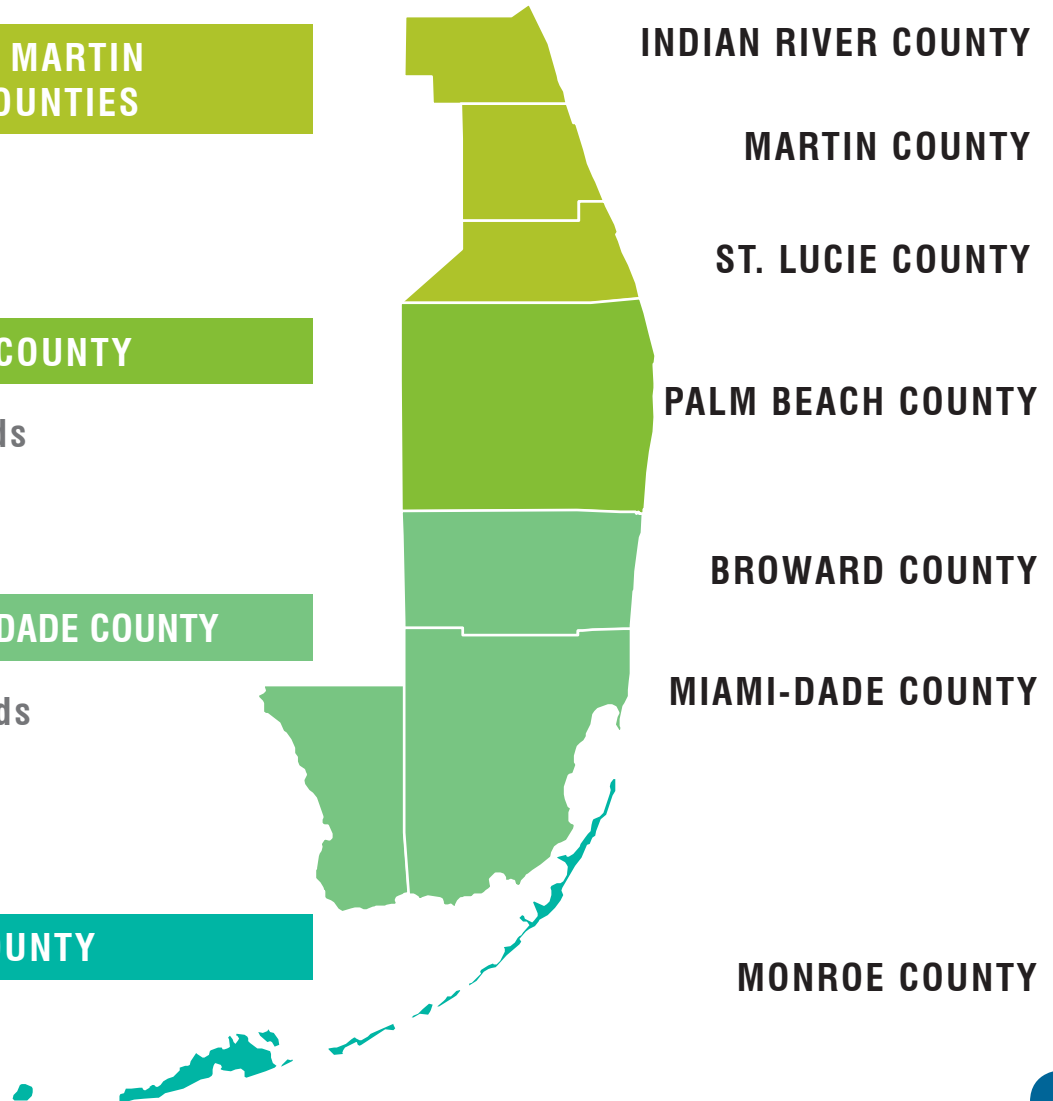 MARTIN
OUNTIES
COUNTY
ds
DADE COUNTY
ds
OUNTY
INDIAN RIVER COUNTY
MARTIN COUNTY
ST. LUCIE COUNTY
PALM BEACH COUNTY
BROWARD COUNTY
MIAMI-DADE COUNTY
MONROE COUNTY